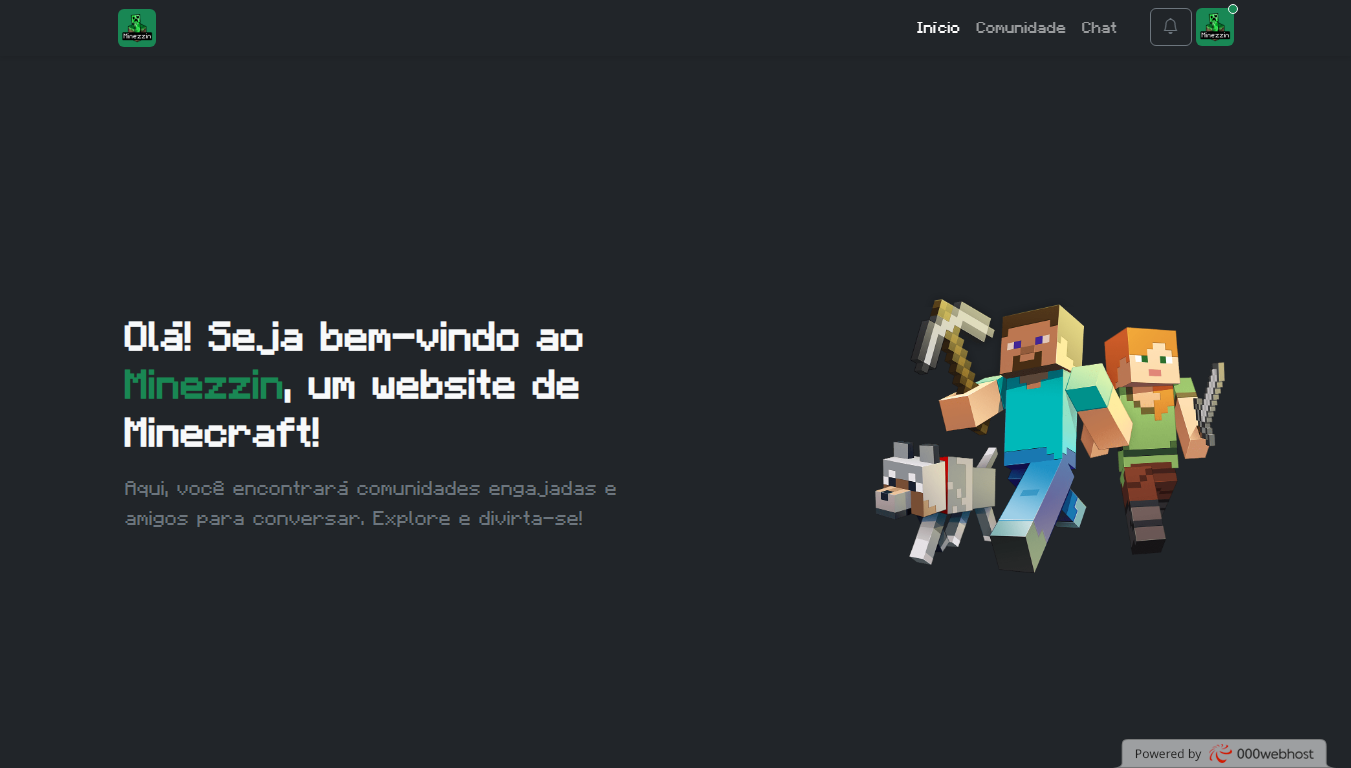 Minezzin
Início Comunidade Chat
Minezzin
Olá! Seja bem-vindo ao
Minezzin, um website de
Minecraft!
Aqui, você encontrará comunidades engajadas e
amigos para conversar. Explore e divirta-se!
Powered by 000webhost